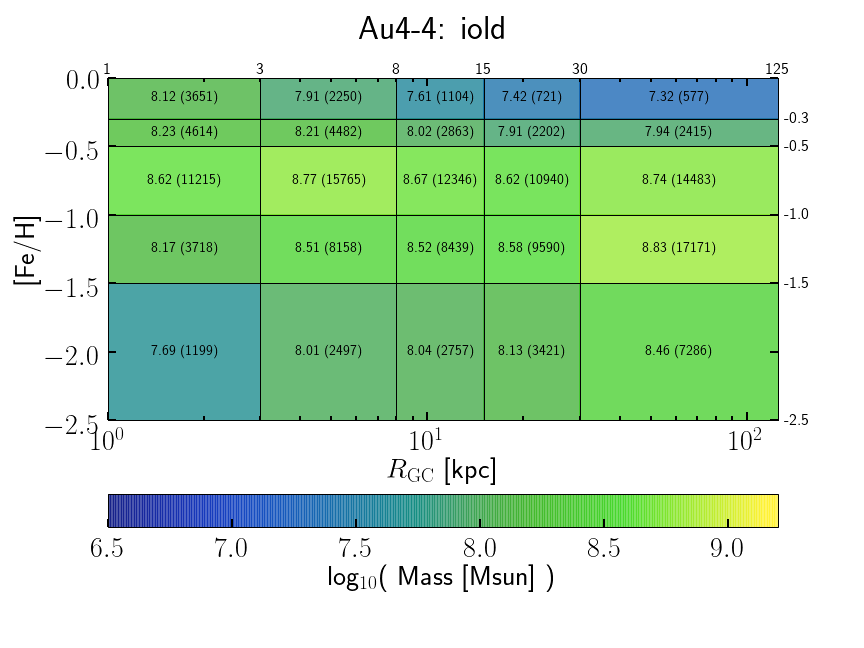 Au4-4: iold
1 3 8 15 30 125
0.0
8.12 (3651) 7.91 (2250) 7.61 (1104) 7.42 (721) 7.32 (577)
-0.3
8.23 (4614) 8.21 (4482) 8.02 (2863) 7.91 (2202) 7.94 (2415)
−0.5 -0.5
8.62 (11215) 8.77 (15765) 8.67 (12346) 8.62 (10940) 8.74 (14483)
−1.0 -1.0
[Fe/H]
8.17 (3718) 8.51 (8158) 8.52 (8439) 8.58 (9590) 8.83 (17171)
−1.5 -1.5
7.69 (1199) 8.01 (2497) 8.04 (2757) 8.13 (3421) 8.46 (7286)
−2.0
−2.5 -2.5
10⁰ 10¹ 10²
R_GC [kpc]
6.5 7.0 7.5 8.0 8.5 9.0
log₁₀( Mass [Msun] )